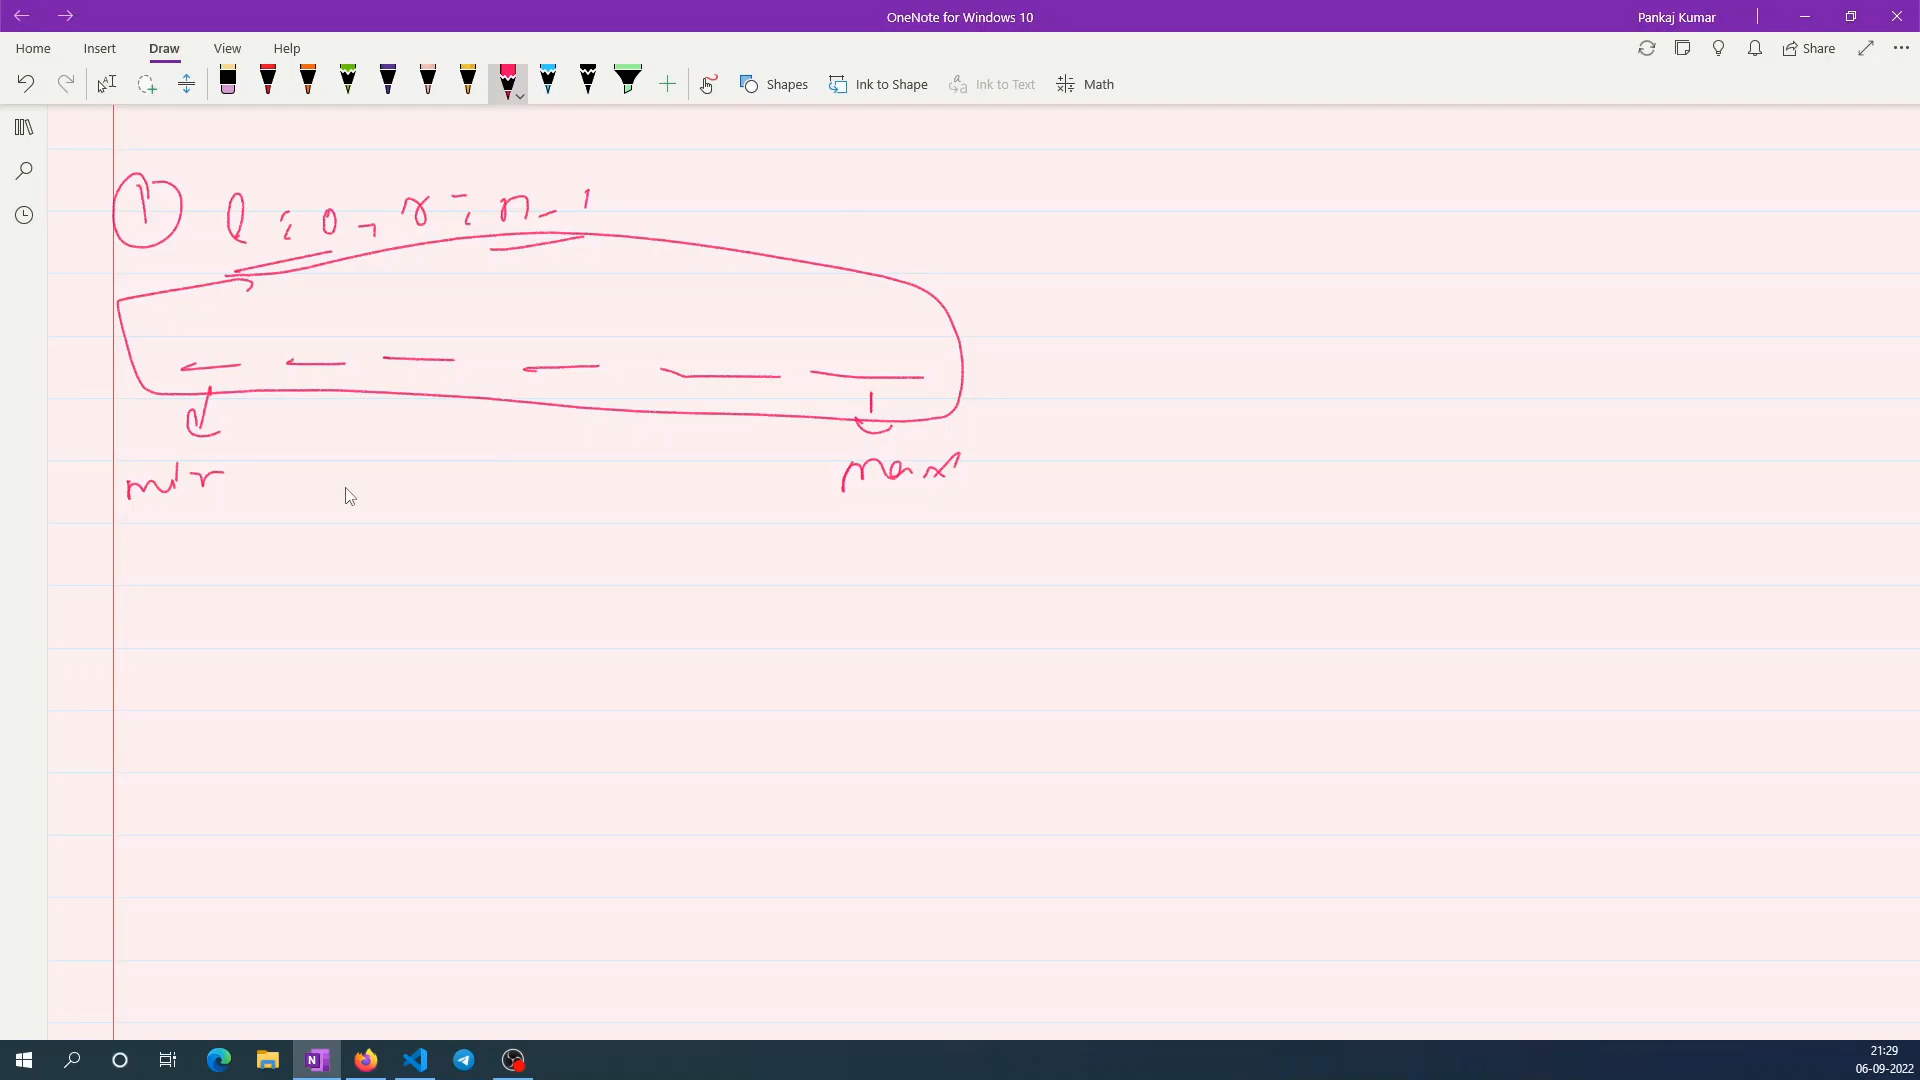 OneNote for Windows 10
Pankaj Kumar
Home Insert Draw View Help
Share
Shapes Ink to Shape Ink to Text Math
1 l = 0, r = n-1
min max
21:29
06-09-2022